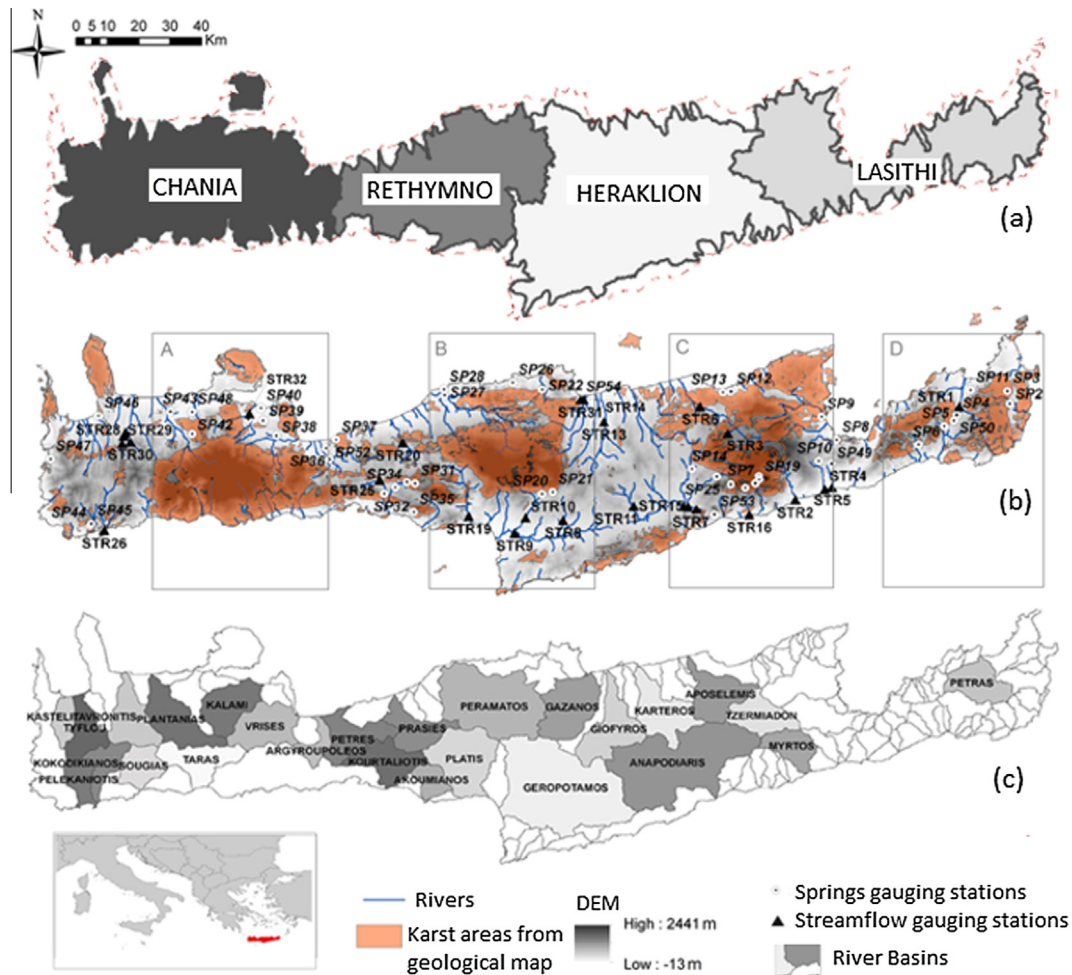 N
0 5 10 20 30 40
Km
CHANIA
RETHYMNO
HERAKLION
LASITHI
(a)
A
B
C
D
STR32
SP40
SP39
SP38
SP46
SP43
SP48
STR28
STR29
SP42
SP47
STR30
SP44
SP45
STR26
SP28
SP27
SP26
SP22
SP54
STR31
STR14
STR13
SP37
SP52
STR20
SP36
SP34
SP31
STR25
SP35
SP32
SP20
SP21
STR19
STR10
STR9
STR8
STR11
STR15
SP13
SP12
STR6
SP9
STR3
SP10
SP14
SP7
SP19
SP25
SP53
STR7
STR16
STR2
STR5
STR4
SP8
SP49
SP11
SP3
STR1
SP4
SP2
SP5
SP6
SP50
(b)
KASTELI
TAVRONITIS
TYFLOJ
PLANTANIAS
KALAMI
VRISES
KOKODIKIANOS
SOUGIAS
PELEKANIOTIS
TARAS
ARGYROUPOLEOS
PETRES
PRASIES
KOURTALIOTIS
AKOUMIANOS
PLATIS
PERAMATOS
GAZANOS
GIOFYROS
KARTEROS
APOSELEMIS
TZERMIADON
GEROPOTAMOS
ANAPODIARIS
MYRTOS
PETRAS
(c)
Rivers
Karst areas from
geological map
DEM
High : 2441 m
Low : -13 m
Springs gauging stations
Streamflow gauging stations
River Basins